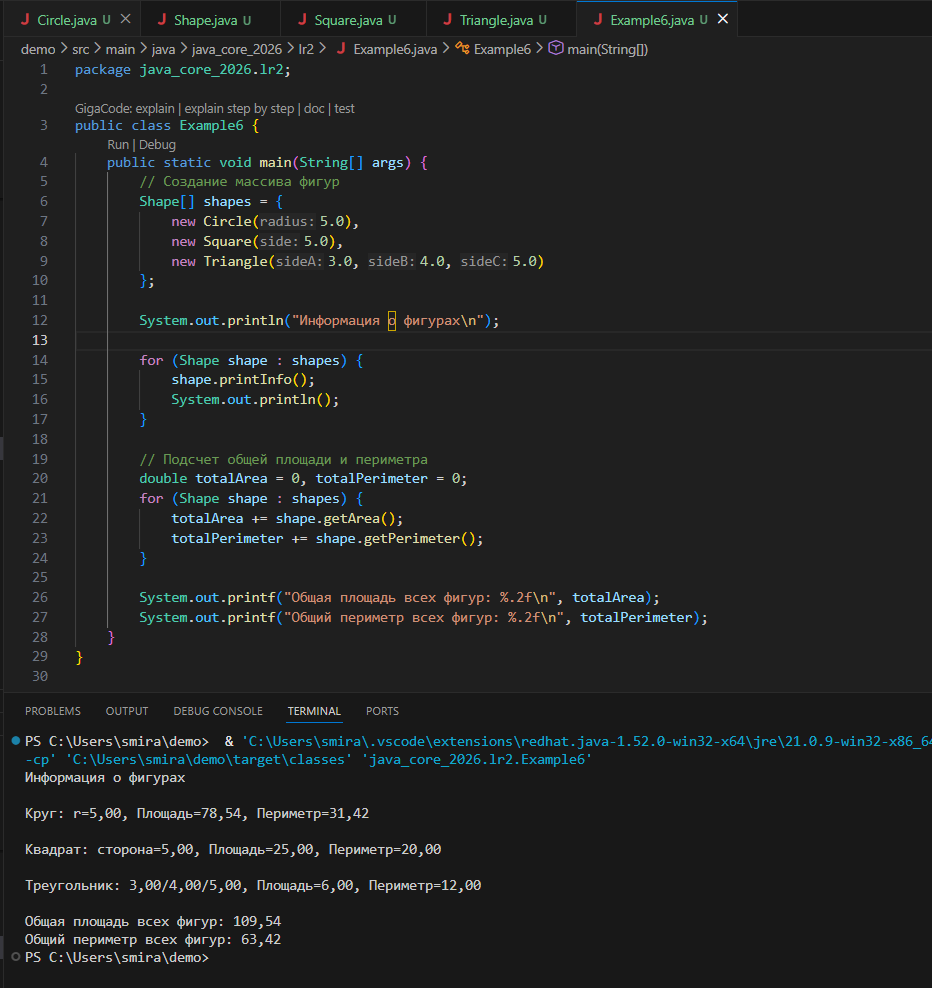 Circle.java U
Shape.java U
Square.java U
Triangle.java U
Example6.java U
demo > src > main > java > java_core_2026 > lr2 > Example6.java > Example6 > main(String[])
1 package java_core_2026.lr2;
2
GigaCode: explain | explain step by step | doc | test
3 public class Example6 {
Run | Debug
4     public static void main(String[] args) {
5         // Создание массива фигур
6         Shape[] shapes = {
7             new Circle(radius: 5.0),
8             new Square(side: 5.0),
9             new Triangle(sideA: 3.0, sideB: 4.0, sideC: 5.0)
10         };
11
12         System.out.println("Информация о фигурах\n");
13
14         for (Shape shape : shapes) {
15             shape.printInfo();
16             System.out.println();
17         }
18
19         // Подсчет общей площади и периметра
20         double totalArea = 0, totalPerimeter = 0;
21         for (Shape shape : shapes) {
22             totalArea += shape.getArea();
23             totalPerimeter += shape.getPerimeter();
24         }
25
26         System.out.printf("Общая площадь всех фигур: %.2f\n", totalArea);
27         System.out.printf("Общий периметр всех фигур: %.2f\n", totalPerimeter);
28     }
29 }
30
PROBLEMS OUTPUT DEBUG CONSOLE TERMINAL PORTS
PS C:\Users\smira\demo>  & 'C:\Users\smira\.vscode\extensions\redhat.java-1.52.0-win32-x64\jre\21.0.9-win32-x86_64
-cp' 'C:\Users\smira\demo\target\classes' 'java_core_2026.lr2.Example6'
Информация о фигурах
Круг: r=5,00, Площадь=78,54, Периметр=31,42
Квадрат: сторона=5,00, Площадь=25,00, Периметр=20,00
Треугольник: 3,00/4,00/5,00, Площадь=6,00, Периметр=12,00
Общая площадь всех фигур: 109,54
Общий периметр всех фигур: 63,42
PS C:\Users\smira\demo>